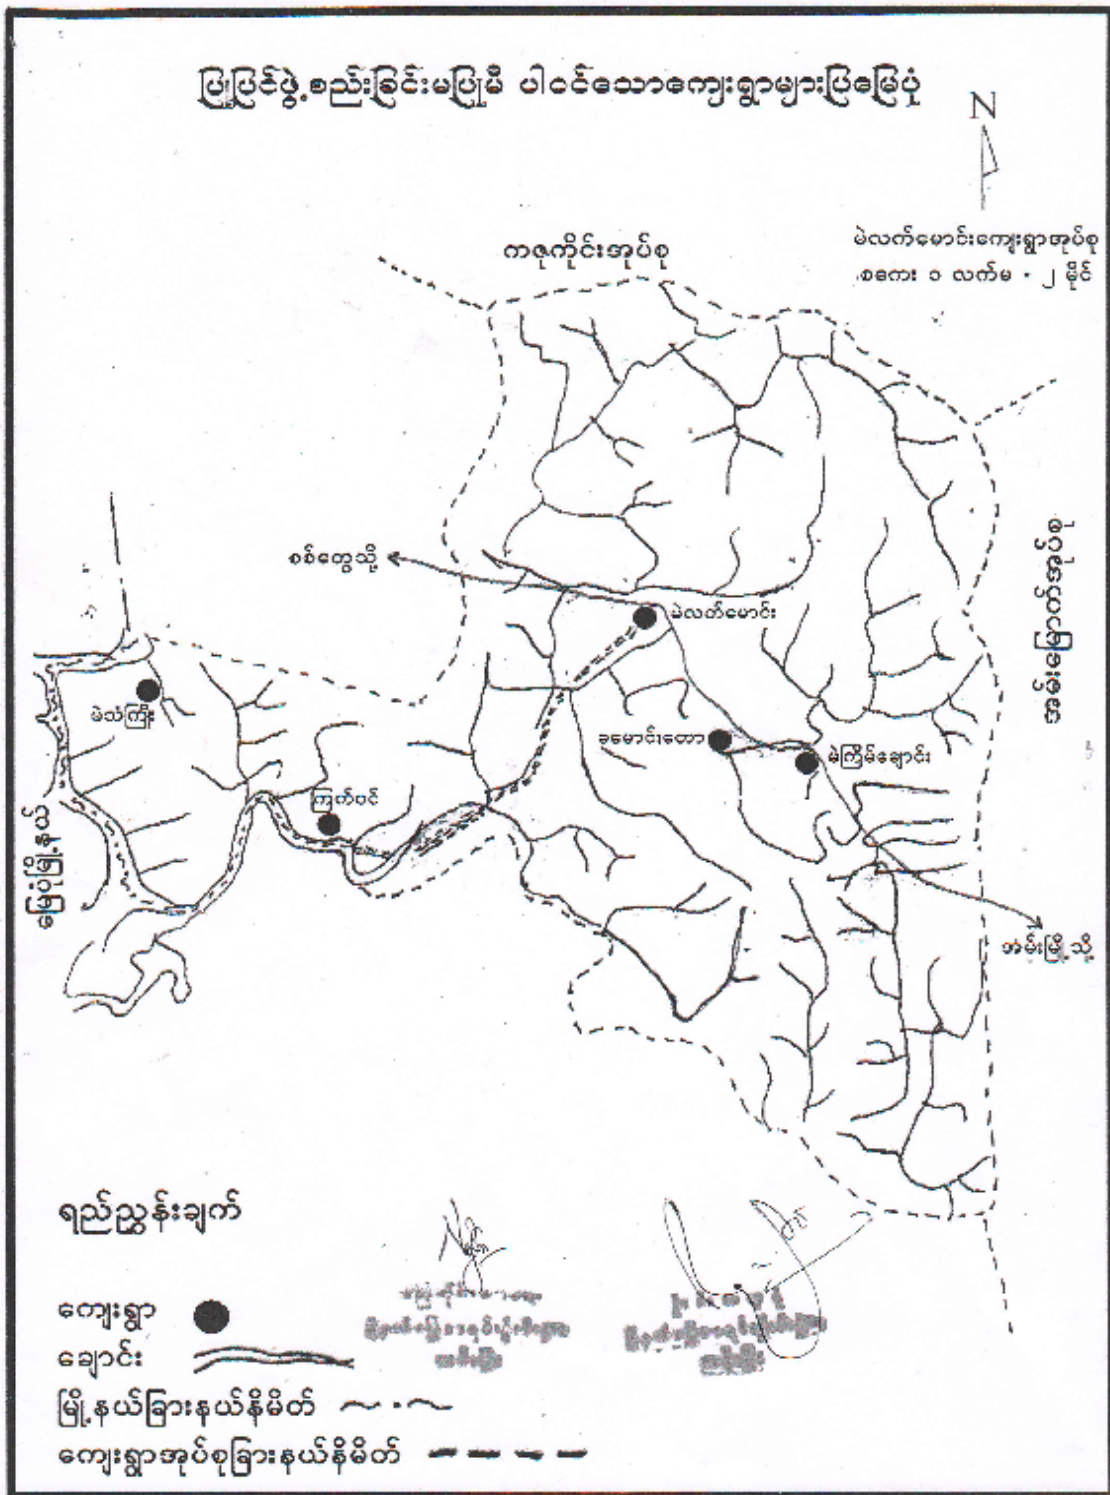 ပြုပြင်ဖွဲ့စည်းခြင်းမပြုမီ ပါဝင်သောကျေးရွာများပြမြေပုံ
N
မဲလက်မောင်းကျေးရွာအုပ်စု
စကေး ၁ လက်မ - ၂ မိုင်
ကဇုကိုင်းအုပ်စု
စစ်တွေသို့
မဲလက်မောင်း
ခမောင်းတော
မဲကြိမ်ချောင်း
မဲသံကြိုး
ကြက်ဝင်
မြေပုံမြို့နယ်
အမ်းမြို့သို့
ရည်ညွှန်းချက်
ကျေးရွာ
ချောင်း
မြို့နယ်ခြားနယ်နိမိတ်
ကျေးရွာအုပ်စုခြားနယ်နိမိတ်